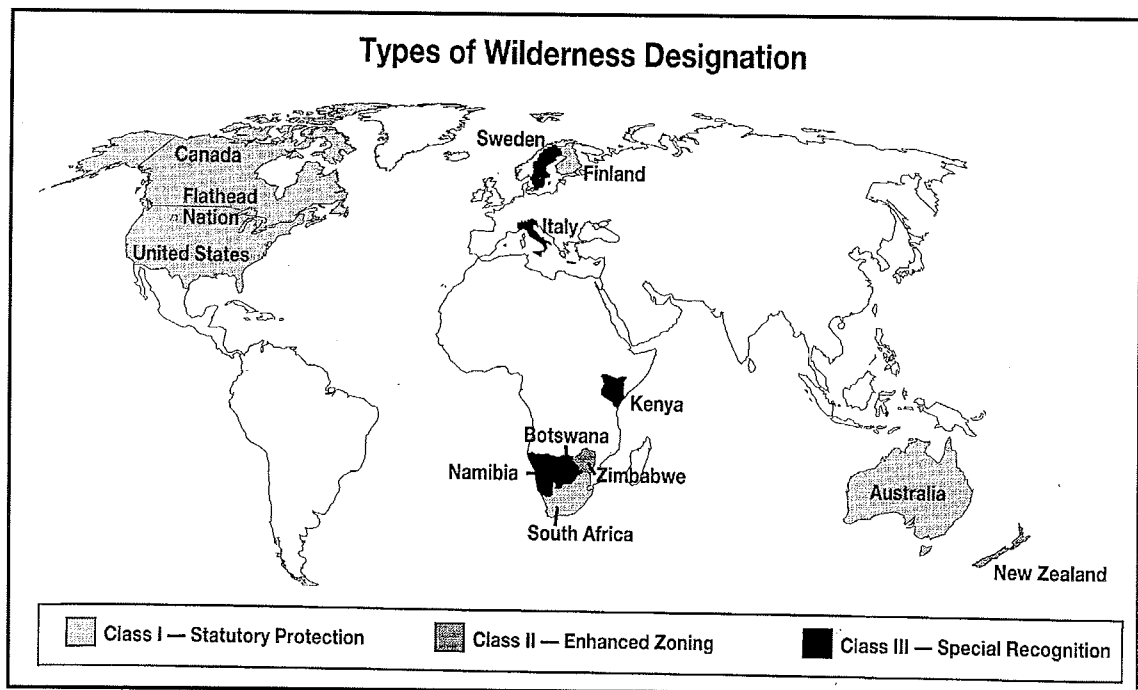 Types of Wilderness Designation
Sweden
Canada
Finland
Flathead
Nation
Italy
United States
Kenya
Botswana
Namibia
Zimbabwe
Australia
South Africa
New Zealand
Class I — Statutory Protection
Class II — Enhanced Zoning
Class III — Special Recognition